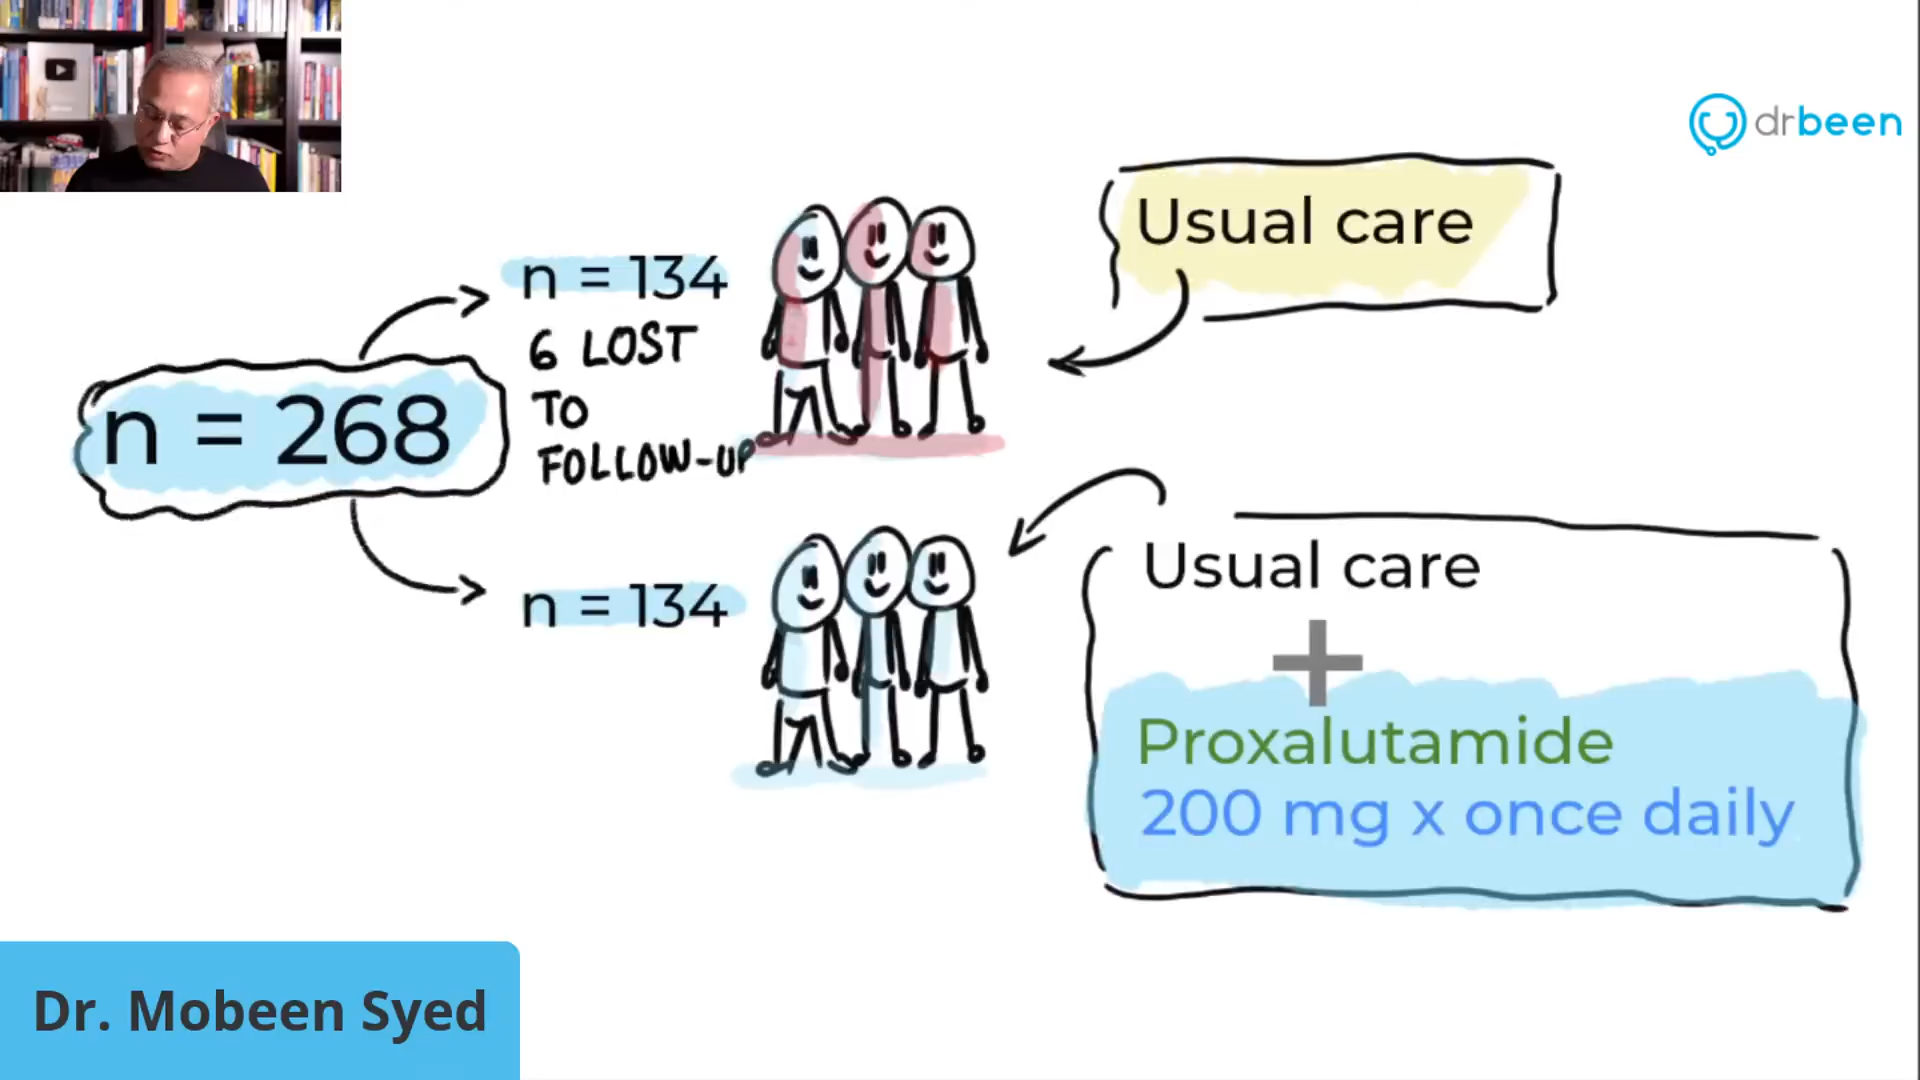 drbeen
Usual care
n = 134
6 LOST
TO
FOLLOW-UP
n = 268
n = 134
Usual care
+
Proxalutamide
200 mg x once daily
Dr. Mobeen Syed